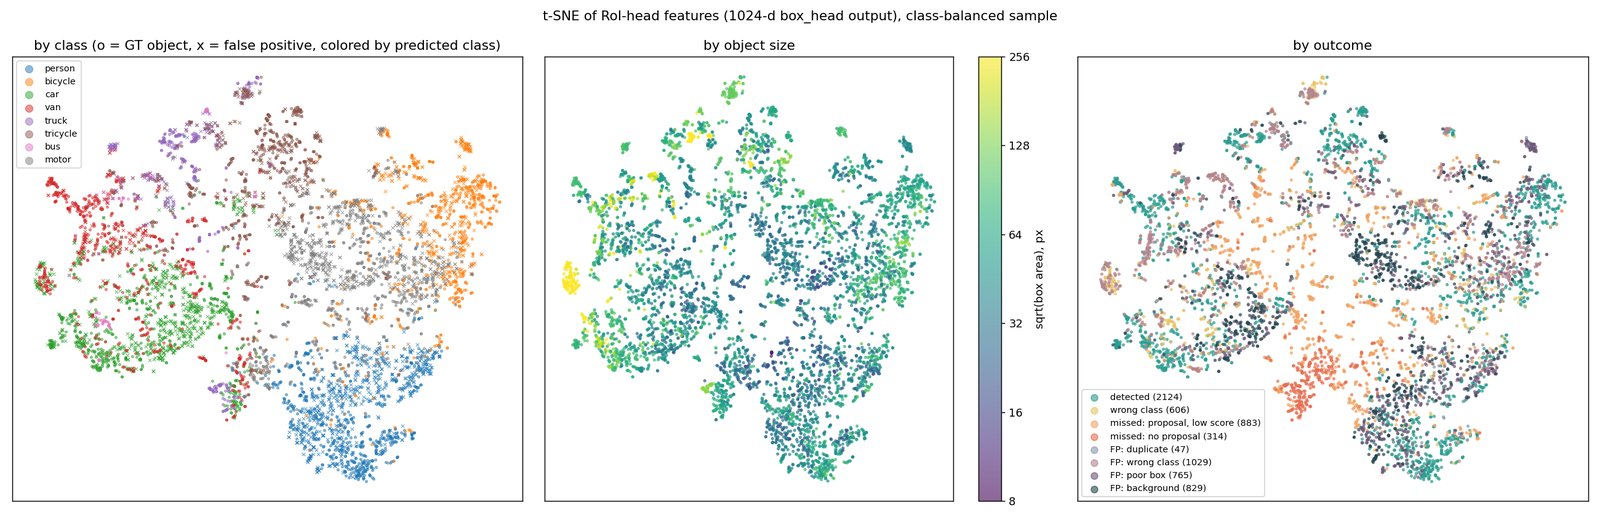 t-SNE of RoI-head features (1024-d box_head output), class-balanced sample
by class (o = GT object, x = false positive, colored by predicted class)
person
bicycle
car
van
truck
tricycle
bus
motor
by object size
256
128
64
32
16
8
sqrt(box area), px
by outcome
detected (2124)
wrong class (606)
missed: proposal, low score (883)
missed: no proposal (314)
FP: duplicate (47)
FP: wrong class (1029)
FP: poor box (765)
FP: background (829)